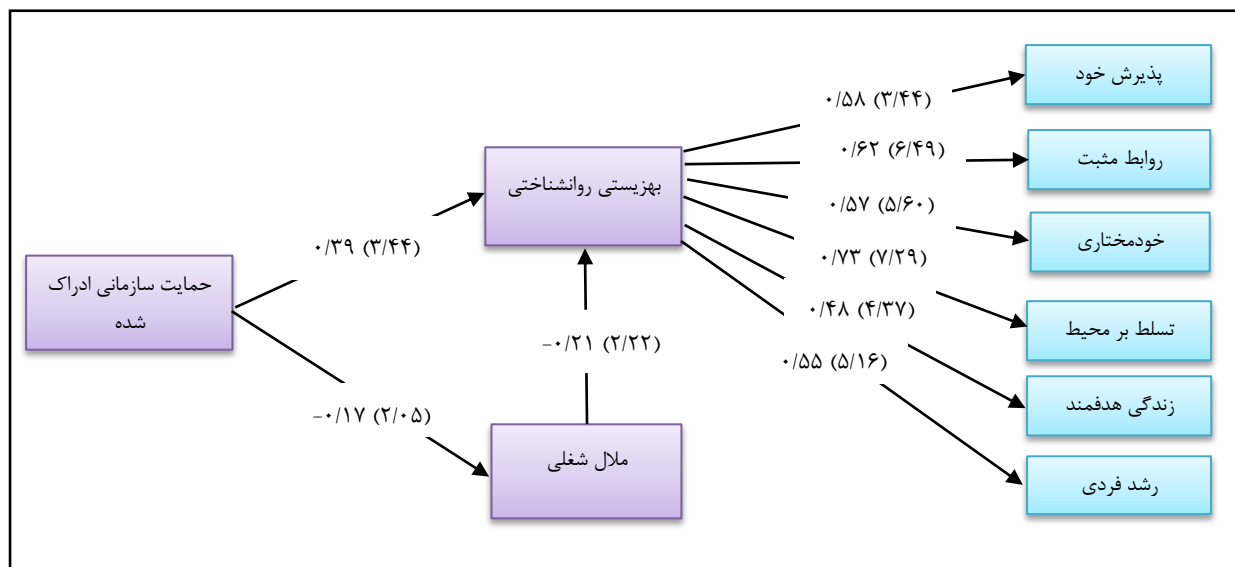 پذیرش خود
۰/۵۸ (۳/۴۴)
روابط مثبت
۰/۶۲ (۶/۴۹)
بهزیستی روانشناختی
خودمختاری
۰/۵۷ (۵/۶۰)
۰/۳۹ (۳/۴۴)
۰/۷۳ (۷/۲۹)
حمایت سازمانی ادراک
شده
۰/۴۸ (۴/۳۷)
تسلط بر محیط
-۰/۲۱ (۲/۲۲)
۰/۵۵ (۵/۱۶)
زندگی هدفمند
-۰/۱۷ (۲/۰۵)
ملال شغلی
رشد فردی